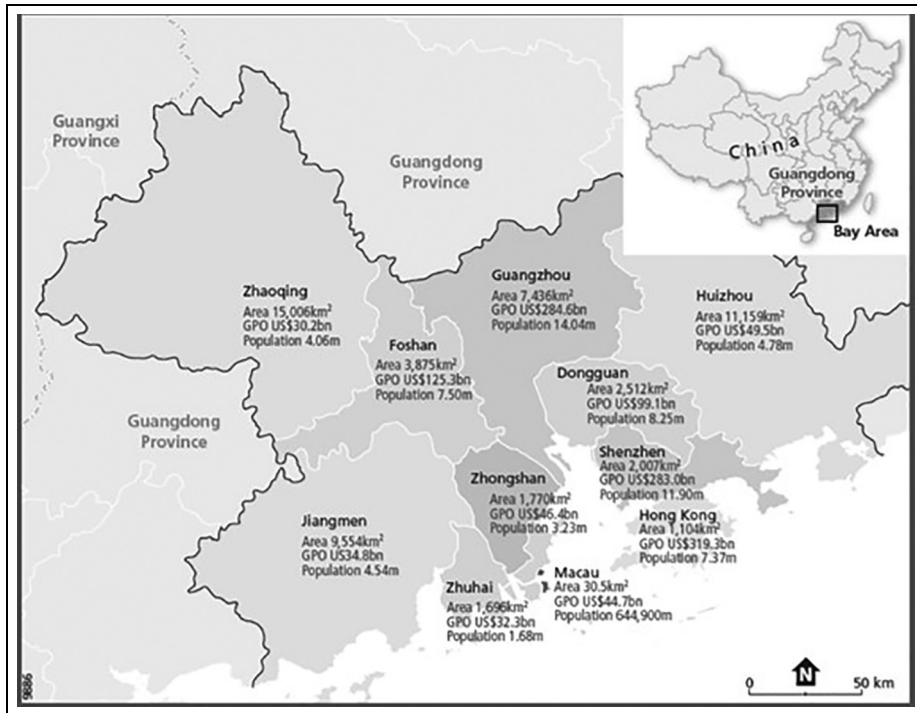 Guangxi
Province
Guangdong
Province
China
Guangdong
Province
Bay Area
Zhaoqing
Area 15,006km²
GPO US$30.2bn
Population 4.06m
Foshan
Area 3,875km²
GPO US$125.3bn
Population 7.50m
Guangzhou
Area 7,436km²
GPO US$284.6bn
Population 14.04m
Huizhou
Area 11,159km²
GPO US$49.5bn
Population 4.78m
Dongguan
Area 2,512km²
GPO US$99.1bn
Population 8.25m
Guangdong
Province
Shenzhen
Area 2,007km²
GPO US$283.0bn
Population 11.90m
Zhongshan
Area 1,770km²
GPO US$46.4bn
Population 3.23m
Hong Kong
Area 1,104km²
GPO US$319.3bn
Population 7.37m
Jiangmen
Area 9,554km²
GPO US34.8bn
Population 4.54m
Macau
Area 30.5km²
GPO US$44.7bn
Population 644,900m
Zhuhai
Area 1,696km²
GPO US$32.3bn
Population 1.68m
9886
N
0 50 km